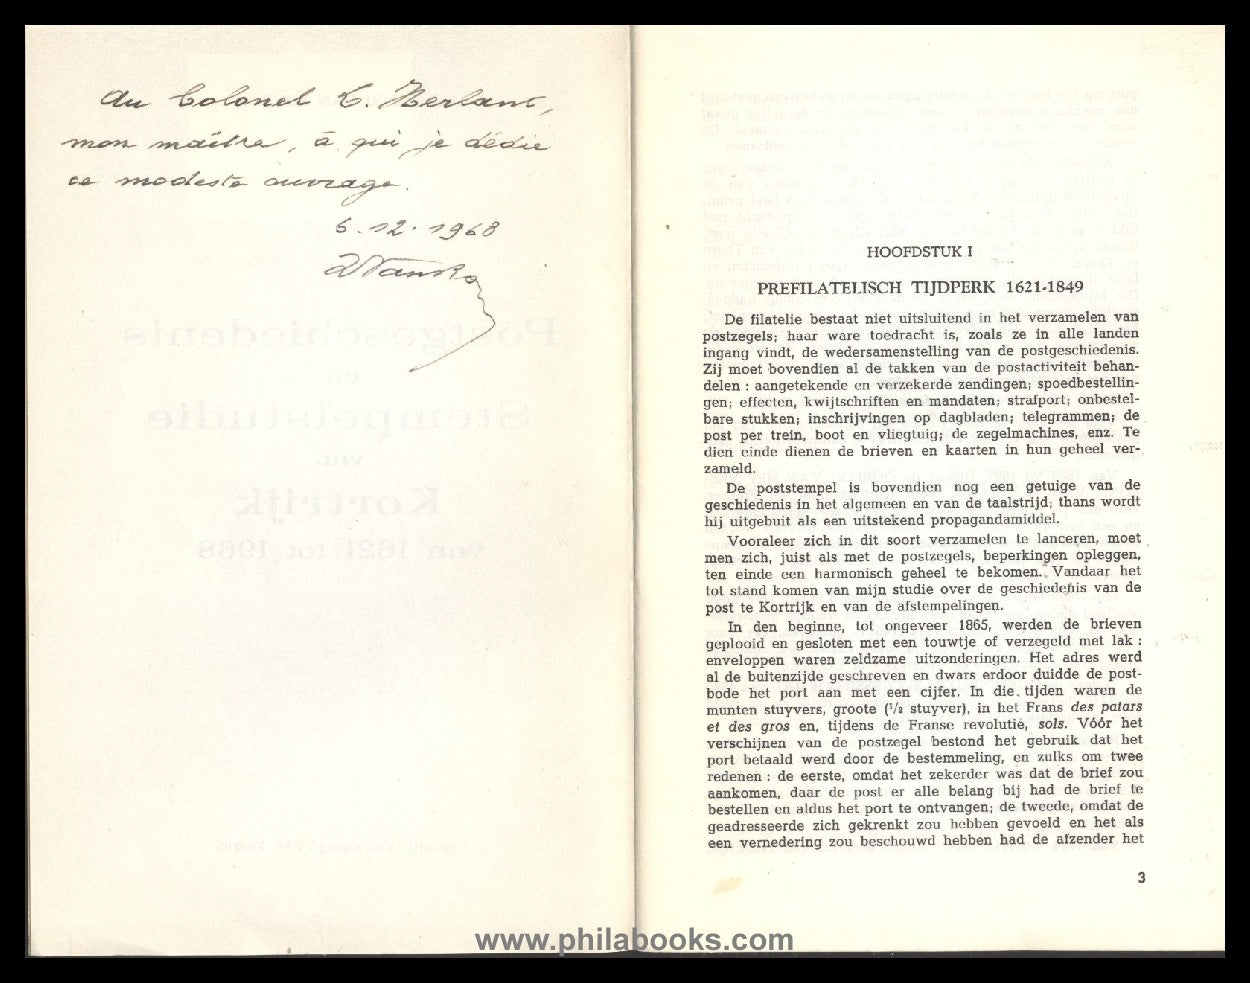 Au Colonel C. Herlant,
mon maître, à qui je dédie
ce modeste ouvrage.
6.12.1968
Postgeschiedenis
en
Stempelstudie
van
Kortrijk
van 1621 tot 1968
HOOFDSTUK I
PREFILATELISCH TIJDPERK 1621-1849
De filatelie bestaat niet uitsluitend in het verzamelen van
postzegels; haar ware toedracht is, zoals ze in alle landen
ingang vindt, de wedersamenstelling van de postgeschiedenis.
Zij moet bovendien al de takken van de postactiviteit behan-
delen : aangetekende en verzekerde zendingen; spoedbestellin-
gen; effecten, kwijtschriften en mandaten; strafport; onbestel-
bare stukken; inschrijvingen op dagbladen; telegrammen; de
post per trein, boot en vliegtuig; de zegelmachines, enz. Te
dien einde dienen de brieven en kaarten in hun geheel ver-
zameld.
De poststempel is bovendien nog een getuige van de
geschiedenis in het algemeen en van de taalstrijd; thans wordt
hij uitgebuit als een uitstekend propagandamiddel.
Vooraleer zich in dit soort verzamelen te lanceren, moet
men zich, juist als met de postzegels, beperkingen opleggen,
ten einde een harmonisch geheel te bekomen. Vandaar het
tot stand komen van mijn studie over de geschiedenis van de
post te Kortrijk en van de afstempelingen.
In den beginne, tot ongeveer 1865, werden de brieven
geplooid en gesloten met een touwtje of verzegeld met lak :
enveloppen waren zeldzame uitzonderingen. Het adres werd
al de buitenzijde geschreven en dwars erdoor duidde de post-
bode het port aan met een cijfer. In die tijden waren de
munten stuyvers, groote (1/2 stuyver), in het Frans des patars
et des gros en, tijdens de Franse revolutie, sols. Vóór het
verschijnen van de postzegel bestond het gebruik dat het
port betaald werd door de bestemmeling, en zulks om twee
redenen : de eerste, omdat het zekerder was dat de brief zou
aankomen, daar de post er alle belang bij had de brief te
bestellen en aldus het port te ontvangen; de tweede, omdat de
geadresseerde zich gekrenkt zou hebben gevoeld en het als
een vernedering zou beschouwd hebben had de afzender het
3
www.philabooks.com